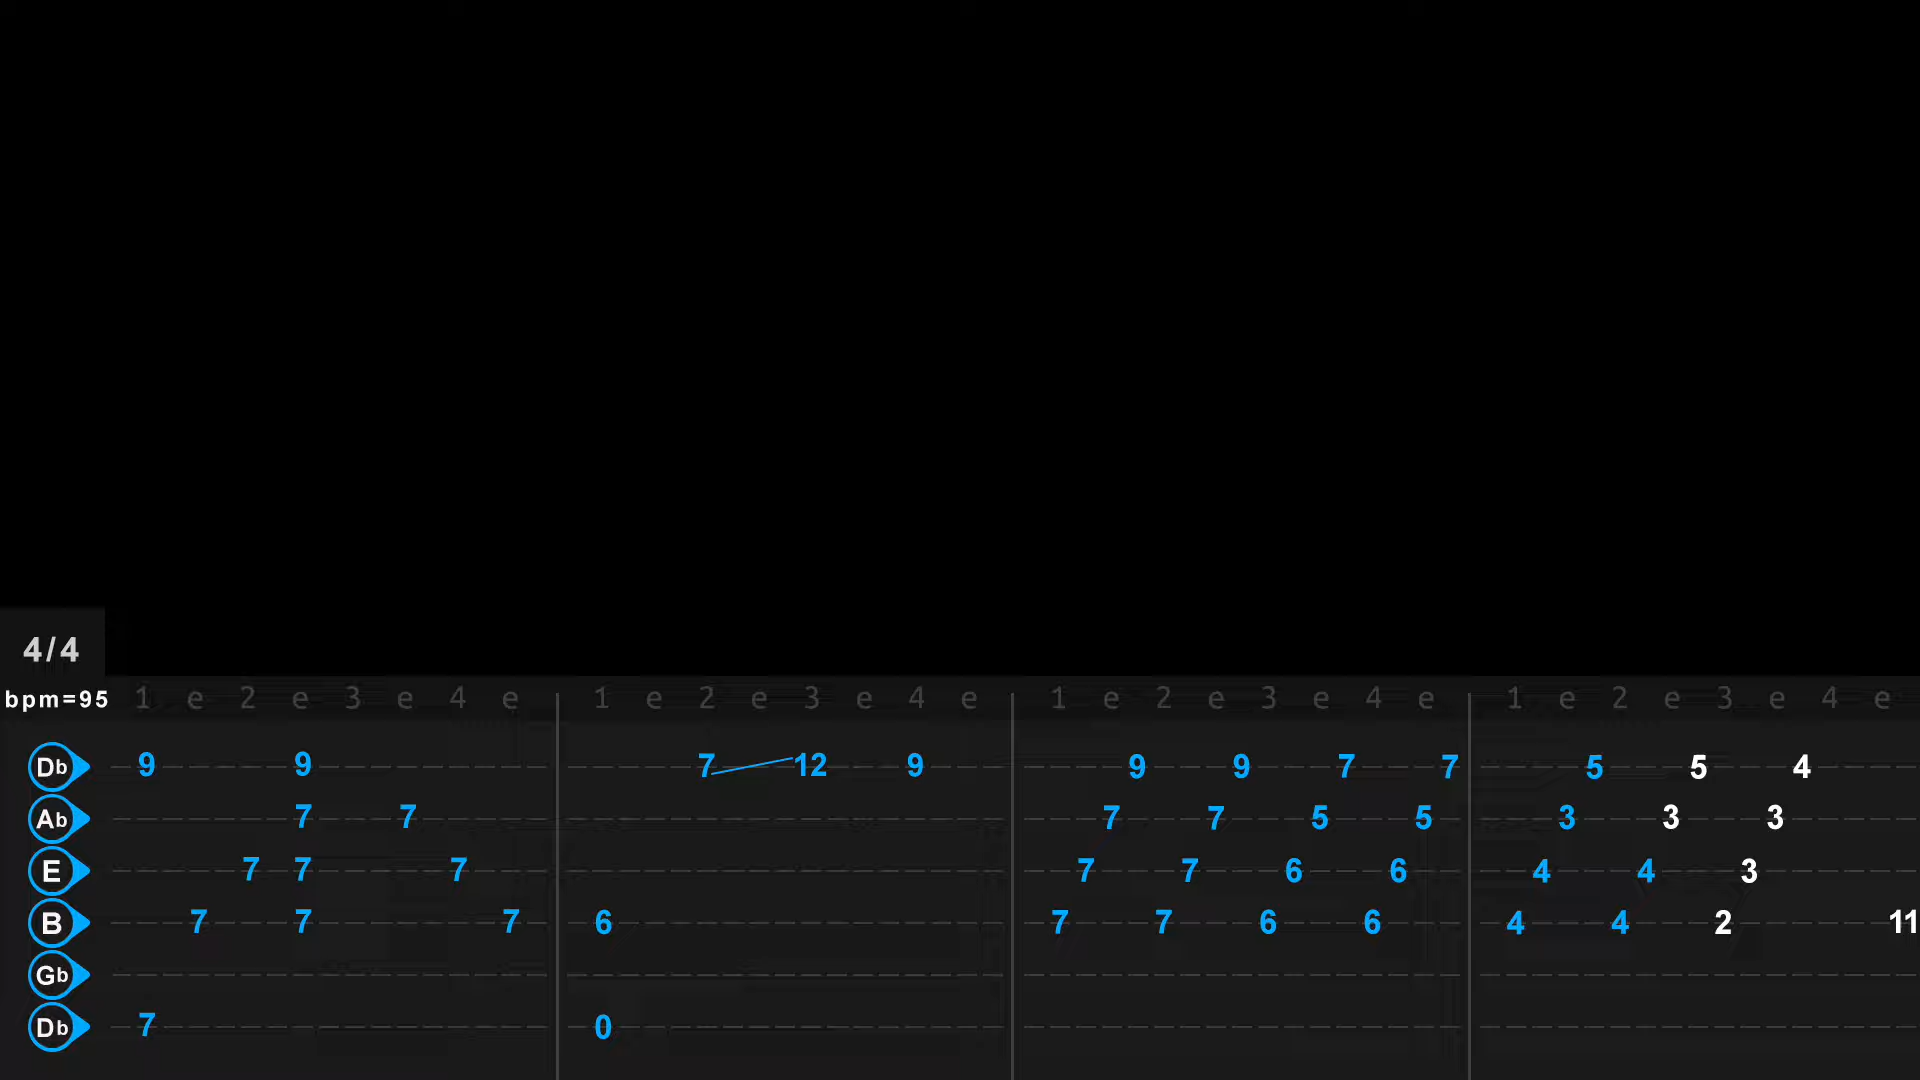 4/4
bpm=95 1 e 2 e 3 e 4 e 1 e 2 e 3 e 4 e 1 e 2 e 3 e 4 e 1 e 2 e 3 e 4 e
Db 9 9 7 12 9 9 9 7 7 5 5 4
Ab 7 7 7 7 5 5 3 3 3
E 7 7 7 7 7 6 6 4 4 3
B 7 7 7 6 7 7 6 6 4 4 2 11
Gb
Db 7 0